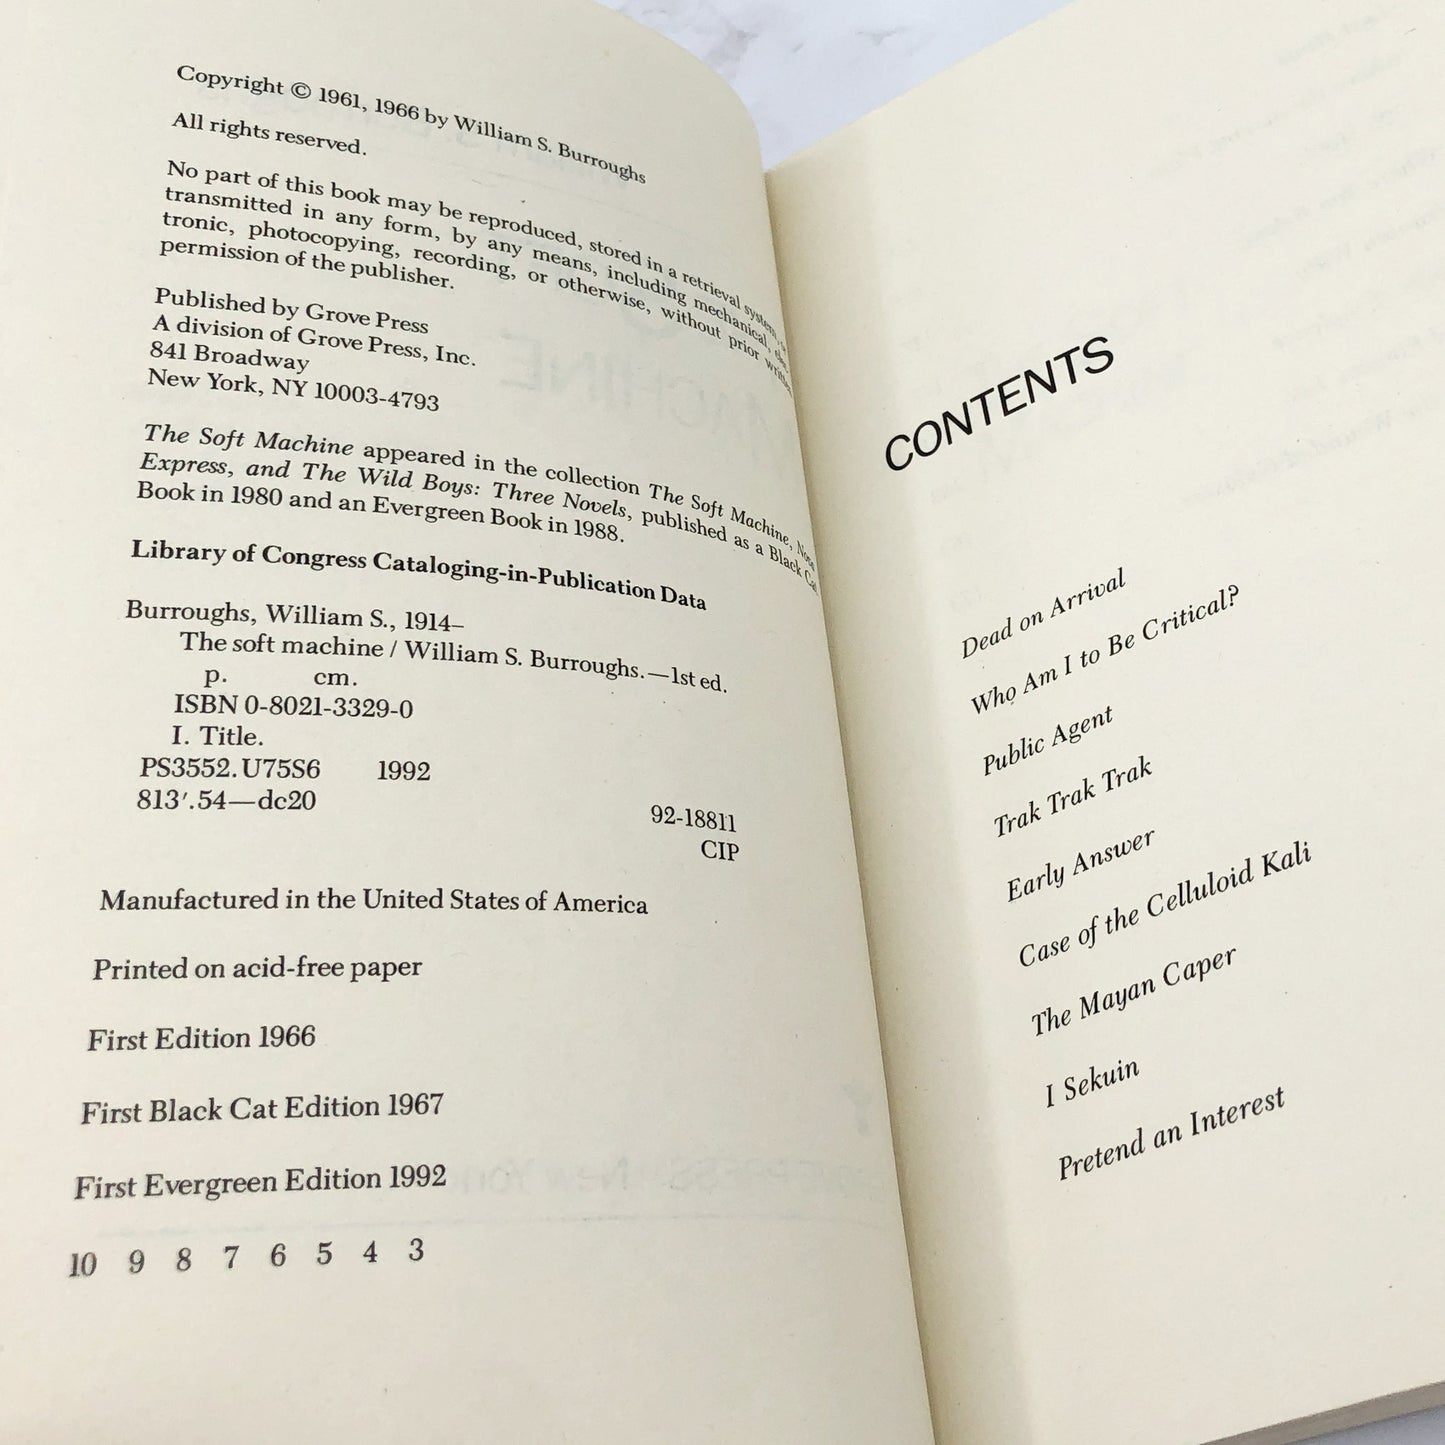 Copyright © 1961, 1966 by William S. Burroughs
All rights reserved.
No part of this book may be reproduced, stored in a retrieval system, or
transmitted in any form, by any means, including mechanical, elec-
tronic, photocopying, recording, or otherwise, without prior written
permission of the publisher.
Published by Grove Press
A division of Grove Press, Inc.
841 Broadway
New York, NY 10003-4793
The Soft Machine appeared in the collection The Soft Machine, Nova
Express, and The Wild Boys: Three Novels, published as a Black Cat
Book in 1980 and an Evergreen Book in 1988.
Library of Congress Cataloging-in-Publication Data
Burroughs, William S., 1914–
The soft machine / William S. Burroughs.—1st ed.
p. cm.
ISBN 0-8021-3329-0
I. Title.
PS3552.U75S6 1992
813′.54—dc20
92-18811
CIP
Manufactured in the United States of America
Printed on acid-free paper
First Edition 1966
First Black Cat Edition 1967
First Evergreen Edition 1992
10 9 8 7 6 5 4 3
CONTENTS
Dead on Arrival
Who Am I to Be Critical?
Public Agent
Trak Trak Trak
Early Answer
Case of the Celluloid Kali
The Mayan Caper
I Sekuin
Pretend an Interest